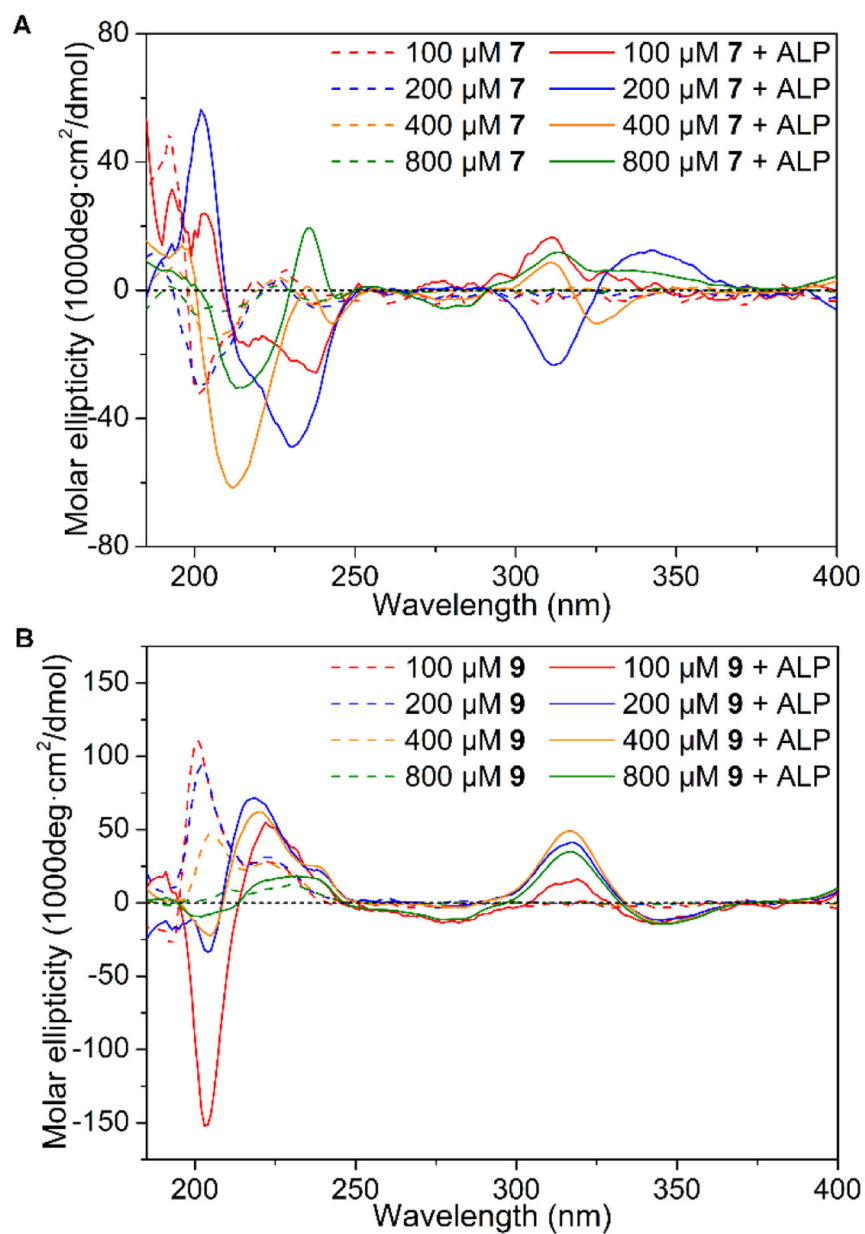 A
Molar ellipticity (1000deg·cm²/dmol)
80
40
0
-40
-80
100 μM 7
200 μM 7
400 μM 7
800 μM 7
100 μM 7 + ALP
200 μM 7 + ALP
400 μM 7 + ALP
800 μM 7 + ALP
200 250 300 350 400
Wavelength (nm)
B
Molar ellipticity (1000deg·cm²/dmol)
150
100
50
0
-50
-100
-150
100 μM 9
200 μM 9
400 μM 9
800 μM 9
100 μM 9 + ALP
200 μM 9 + ALP
400 μM 9 + ALP
800 μM 9 + ALP
200 250 300 350 400
Wavelength (nm)